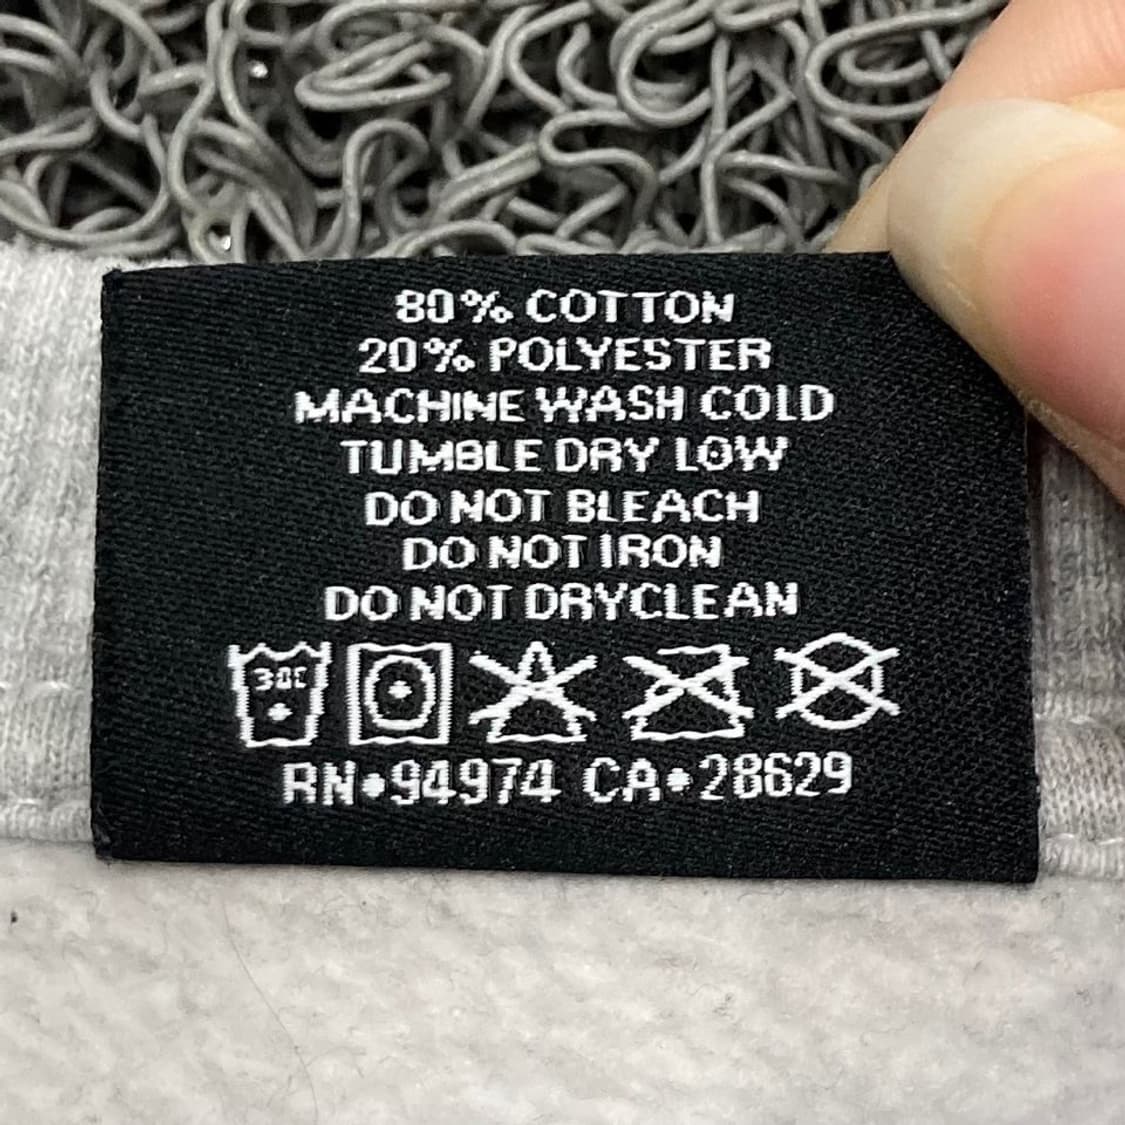 80% COTTON
20% POLYESTER
MACHINE WASH COLD
TUMBLE DRY LOW
DO NOT BLEACH
DO NOT IRON
DO NOT DRYCLEAN
30C
RN•94974 CA•28629